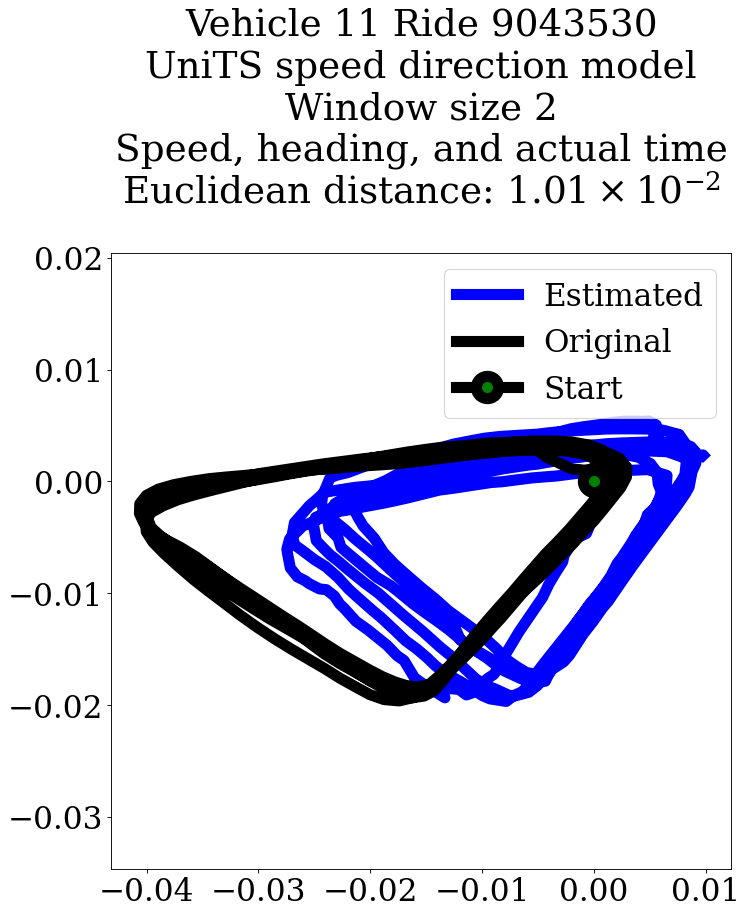 Vehicle 11 Ride 9043530
UniTS speed direction model
Window size 2
Speed, heading, and actual time
Euclidean distance: 1.01 × 10⁻²
Estimated
Original
Start
0.02
0.01
0.00
−0.01
−0.02
−0.03
−0.04 −0.03 −0.02 −0.01 0.00 0.01